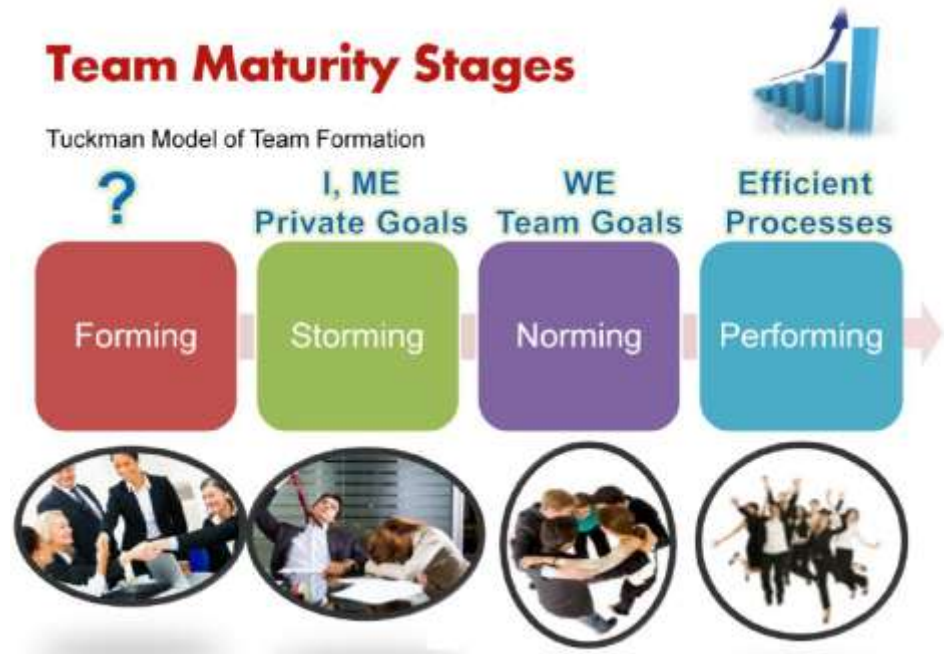 Team Maturity Stages
Tuckman Model of Team Formation
?
I, ME
Private Goals
WE
Team Goals
Efficient
Processes
Forming
Storming
Norming
Performing